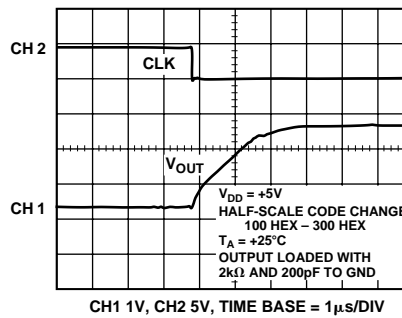 CH 2
CLK
V_OUT
CH 1
V_DD = +5V
HALF-SCALE CODE CHANGE
100 HEX – 300 HEX
T_A = +25°C
OUTPUT LOADED WITH
2kΩ AND 200pF TO GND
CH1 1V, CH2 5V, TIME BASE = 1μs/DIV